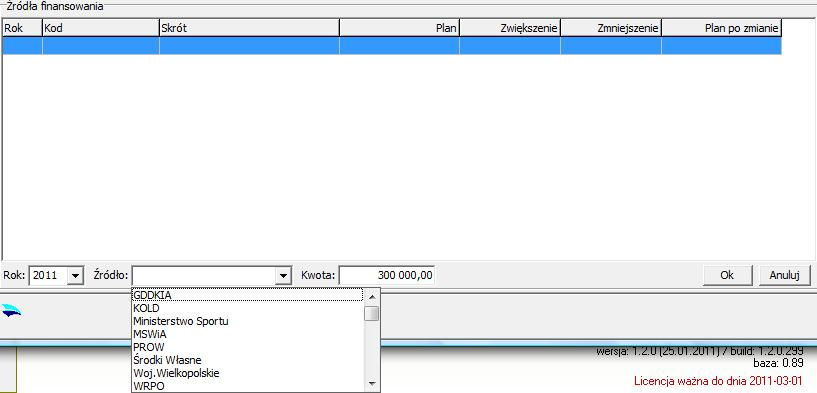 Źródła finansowania
Rok Kod Skrót Plan Zwiększenie Zmniejszenie Plan po zmianie
Rok: 2011 Źródło: Kwota: 300 000,00 Ok Anuluj
GDDKIA
KOLD
Ministerstwo Sportu
MSWiA
PROW
Środki Własne
Woj.Wielkopolskie
WRPO
wersja: 1.2.0 (25.01.2011) / build: 1.2.0.299
baza: 0.89
Licencja ważna do dnia 2011-03-01